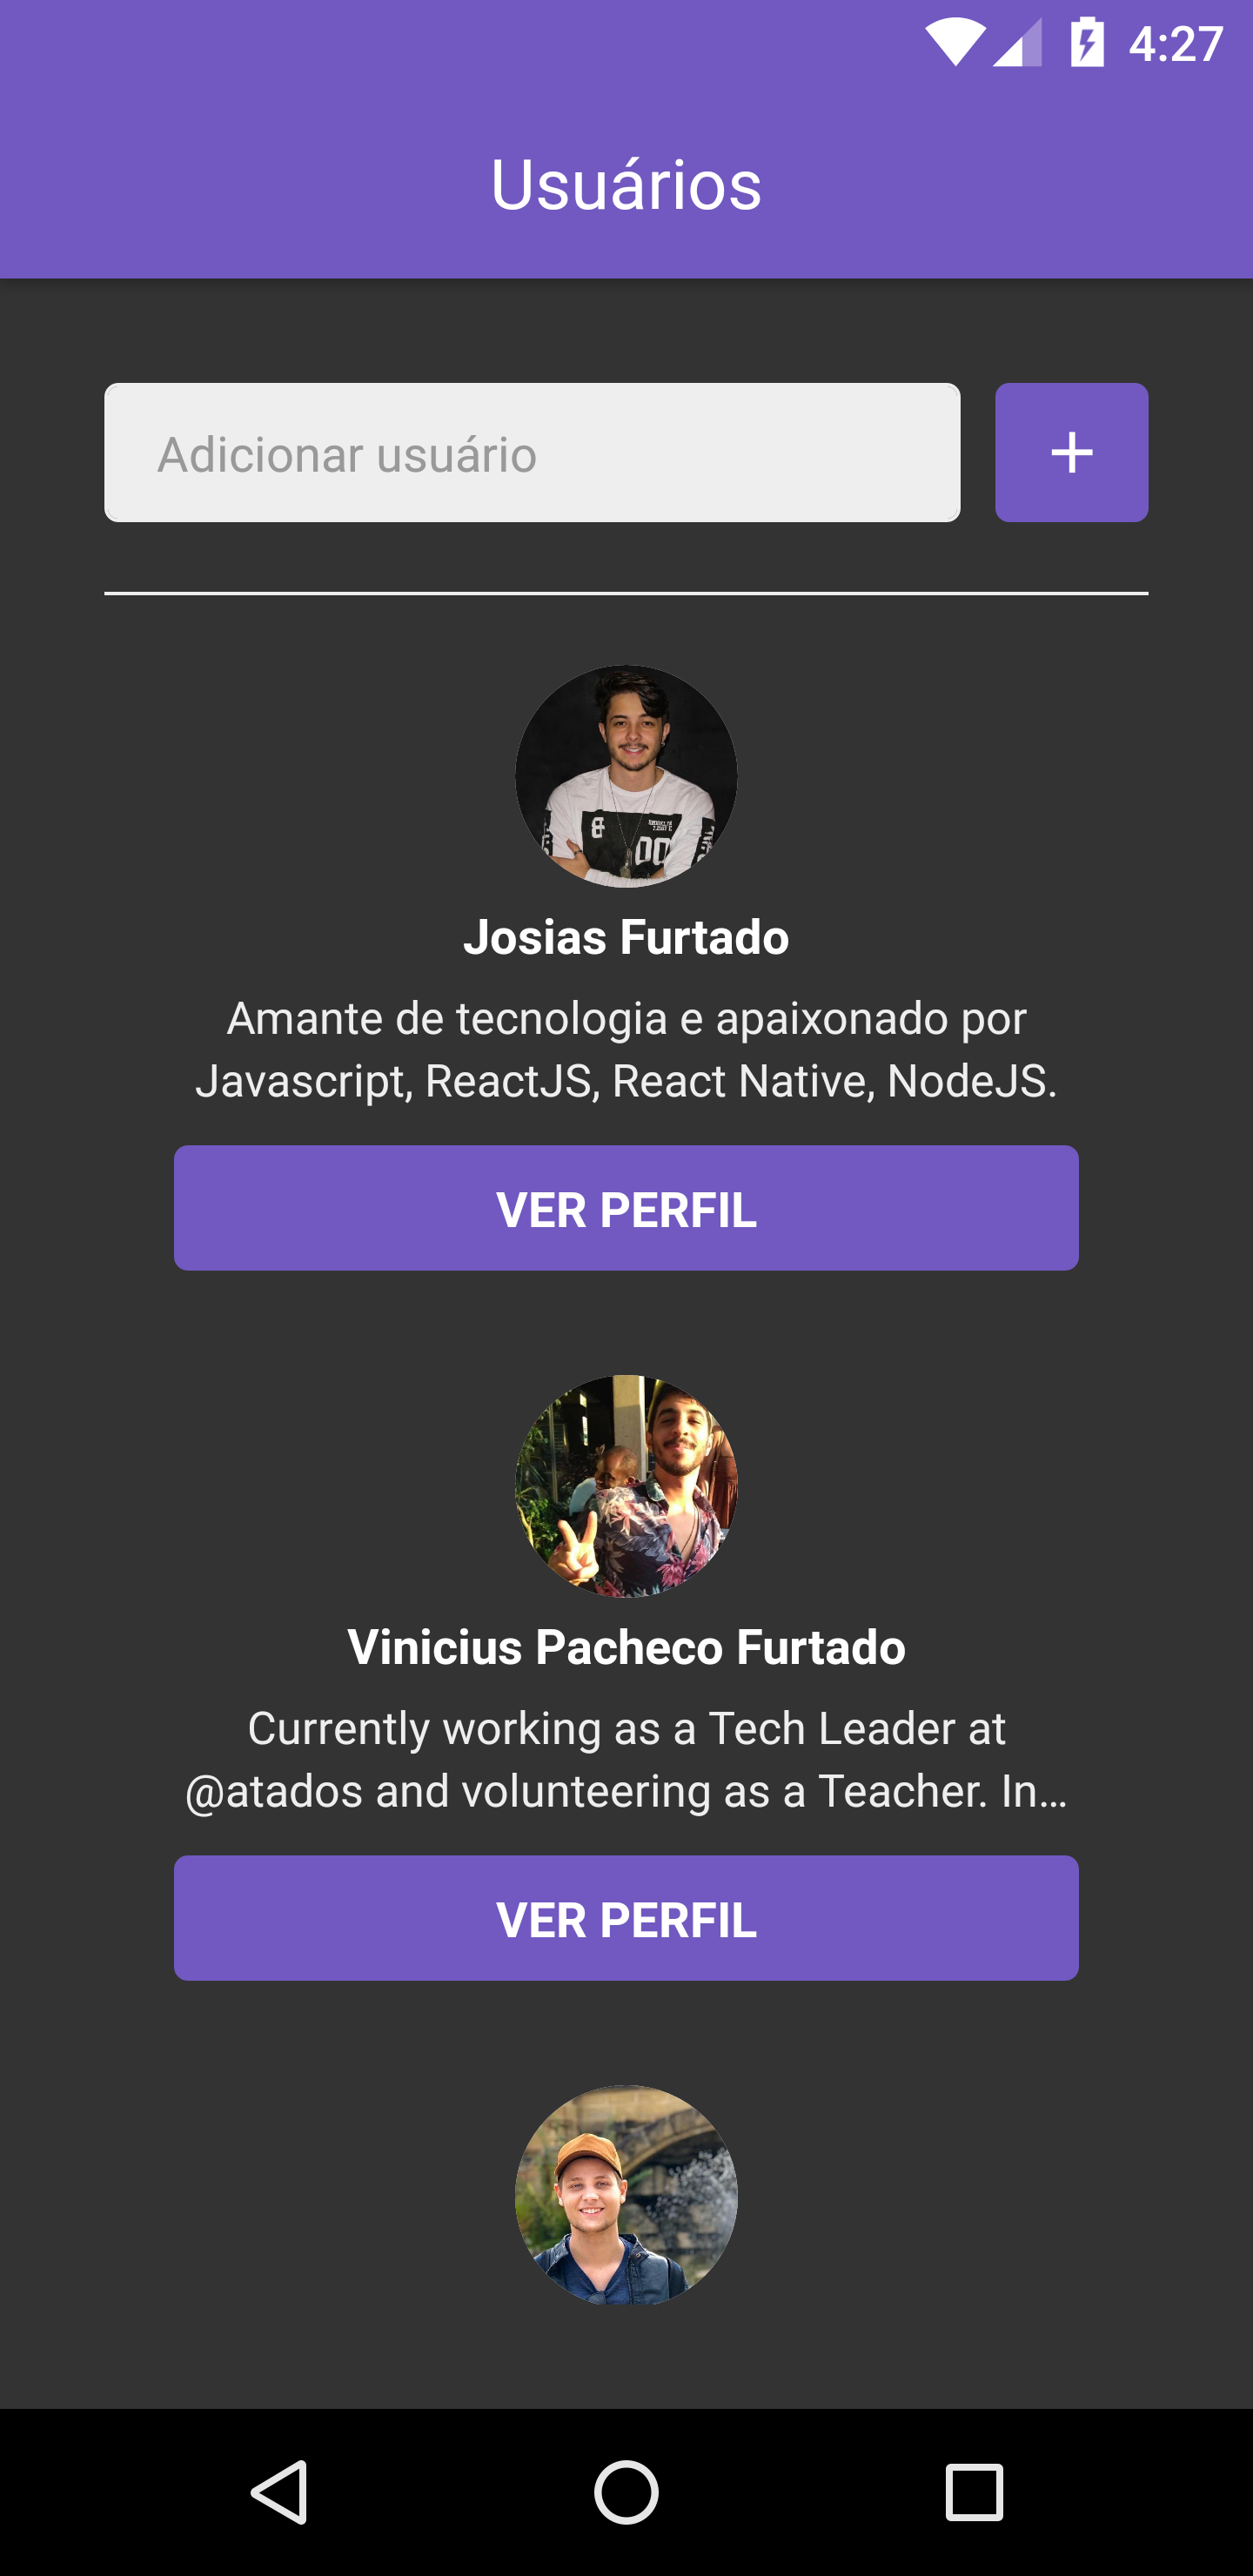 4:27
Usuários
Adicionar usuário
+
00
Josias Furtado
Amante de tecnologia e apaixonado por
Javascript, ReactJS, React Native, NodeJS.
VER PERFIL
Vinicius Pacheco Furtado
Currently working as a Tech Leader at
@atados and volunteering as a Teacher. In…
VER PERFIL